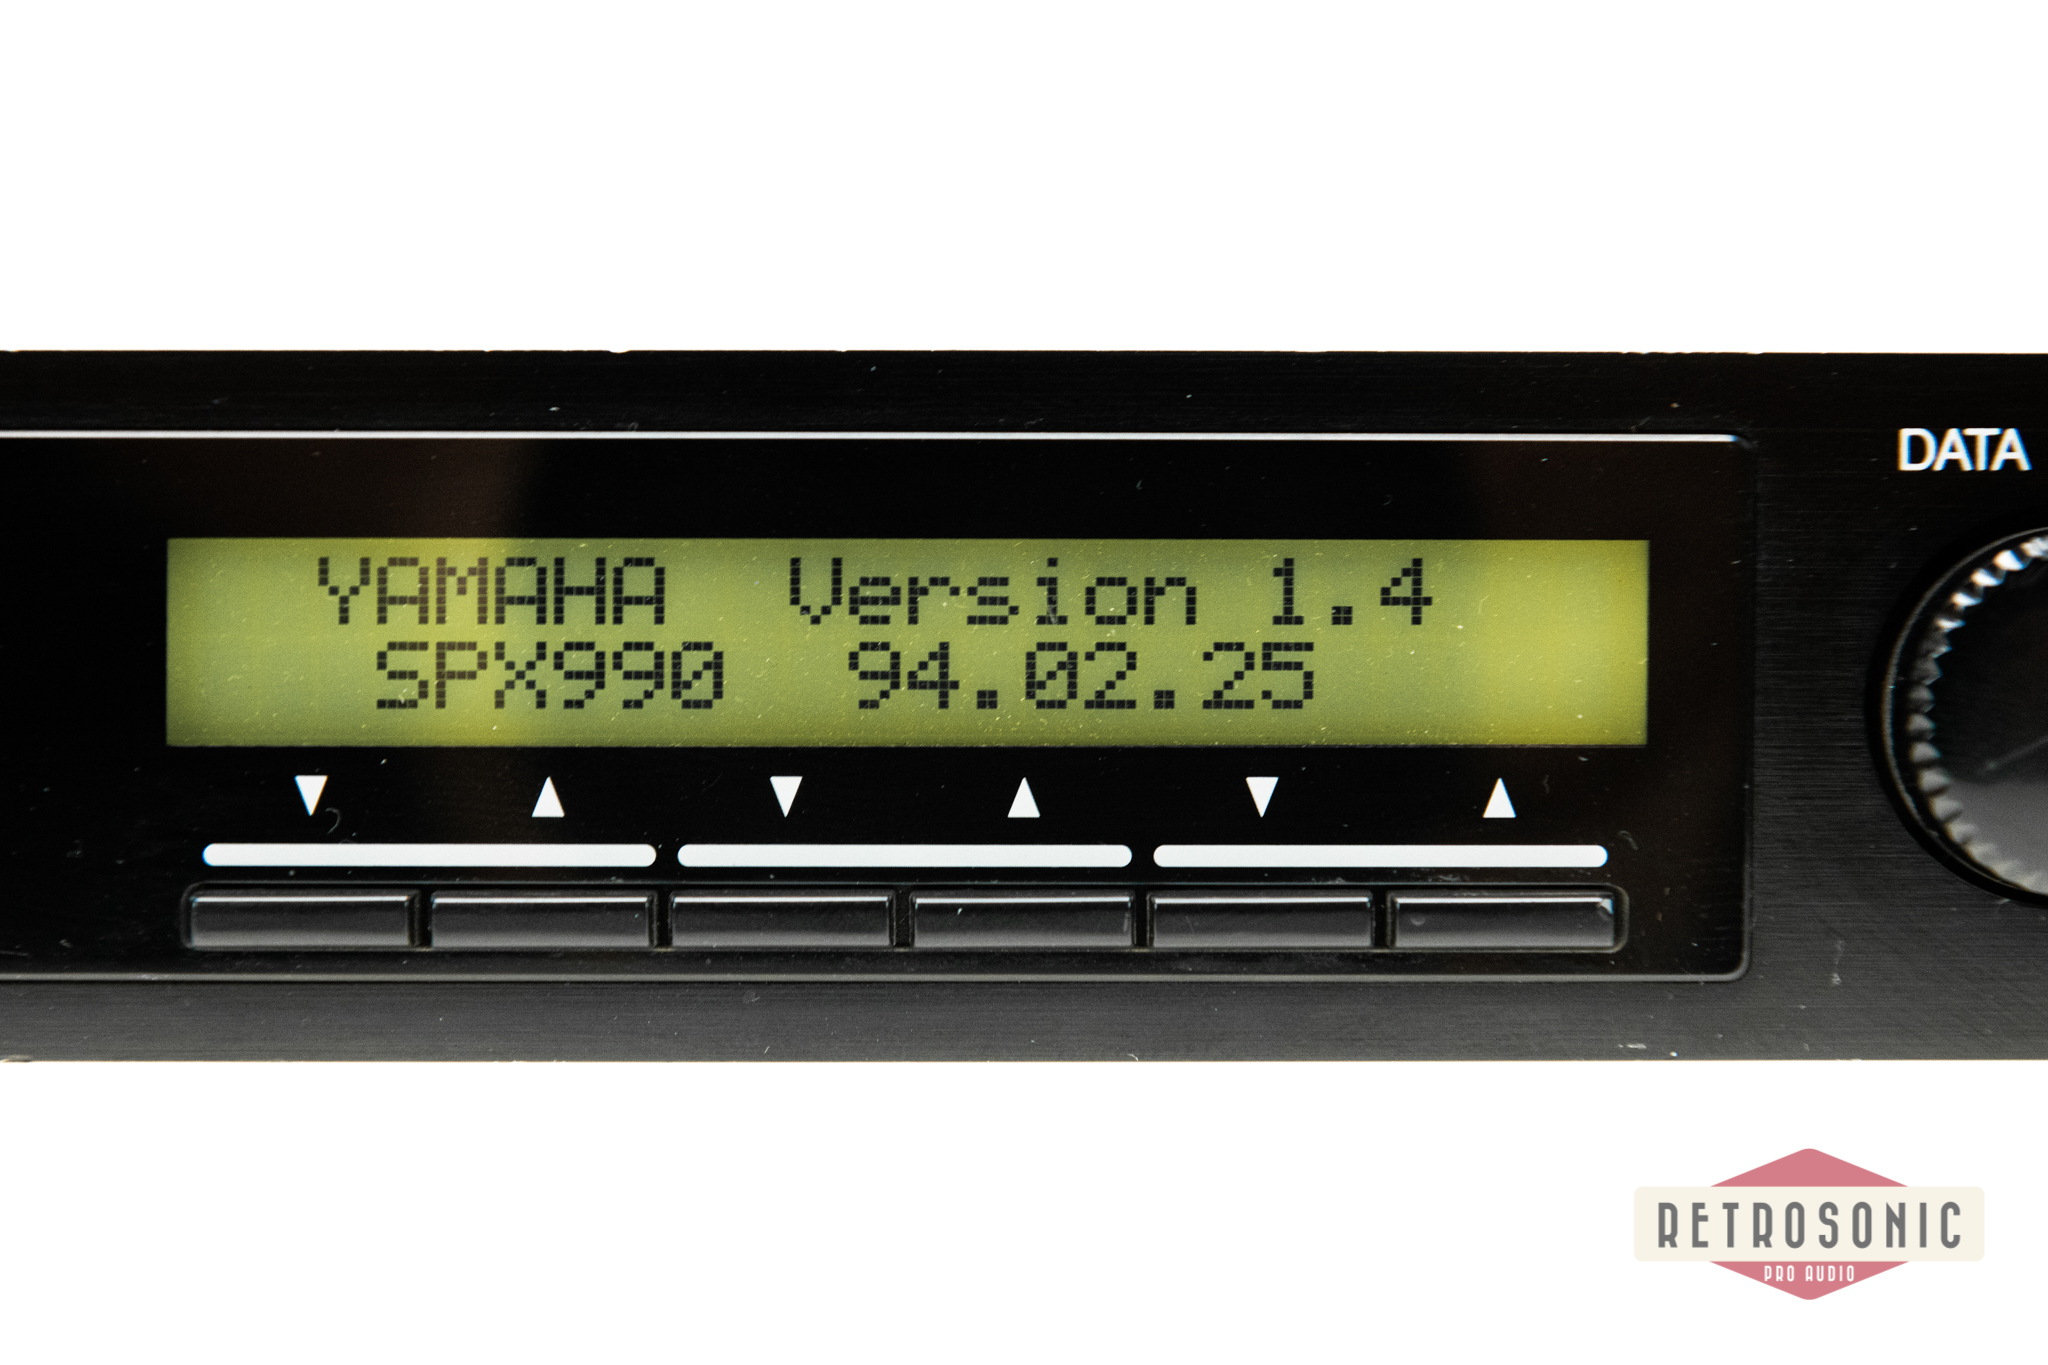 DATA
YAMAHA Version 1.4
SPX990 94.02.25
RETROSONIC
PRO AUDIO